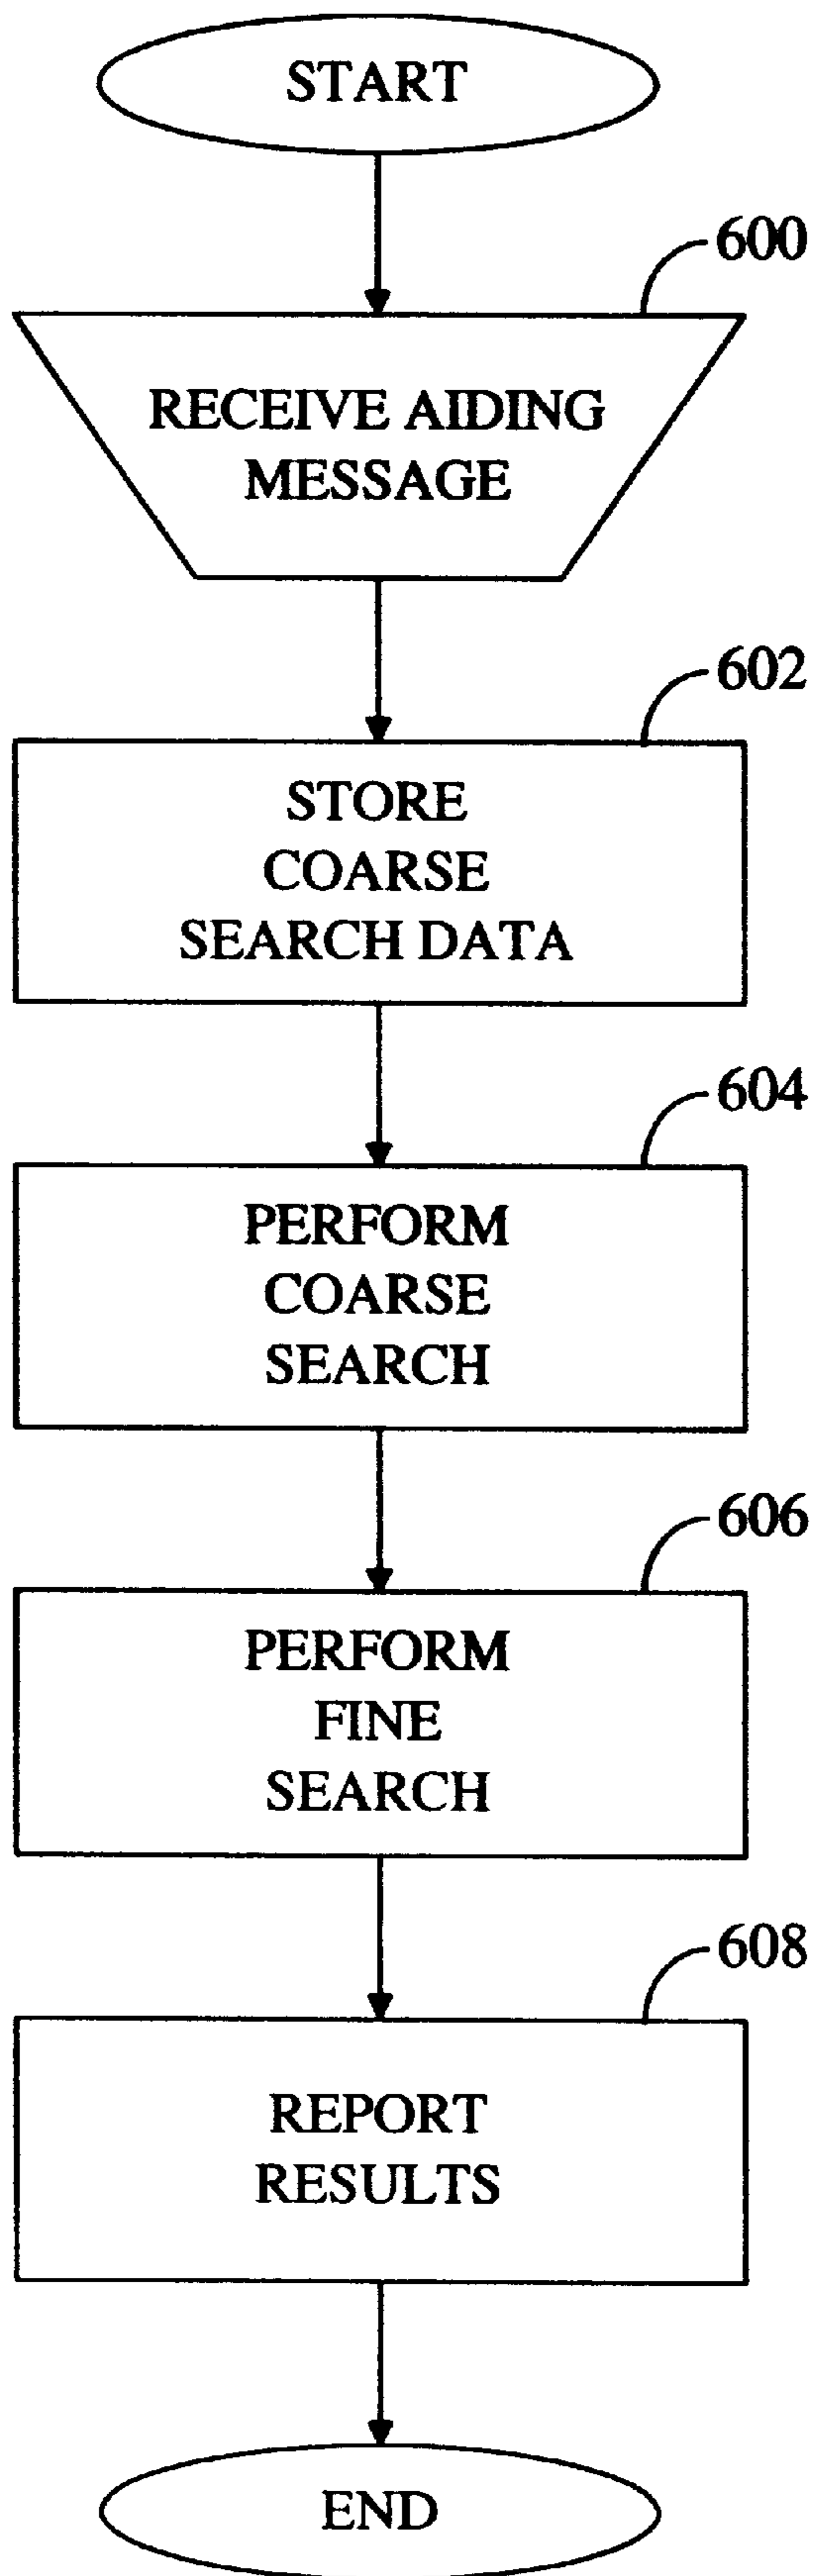 START
600
RECEIVE AIDING
MESSAGE
602
STORE
COARSE
SEARCH DATA
604
PERFORM
COARSE
SEARCH
606
PERFORM
FINE
SEARCH
608
REPORT
RESULTS
END